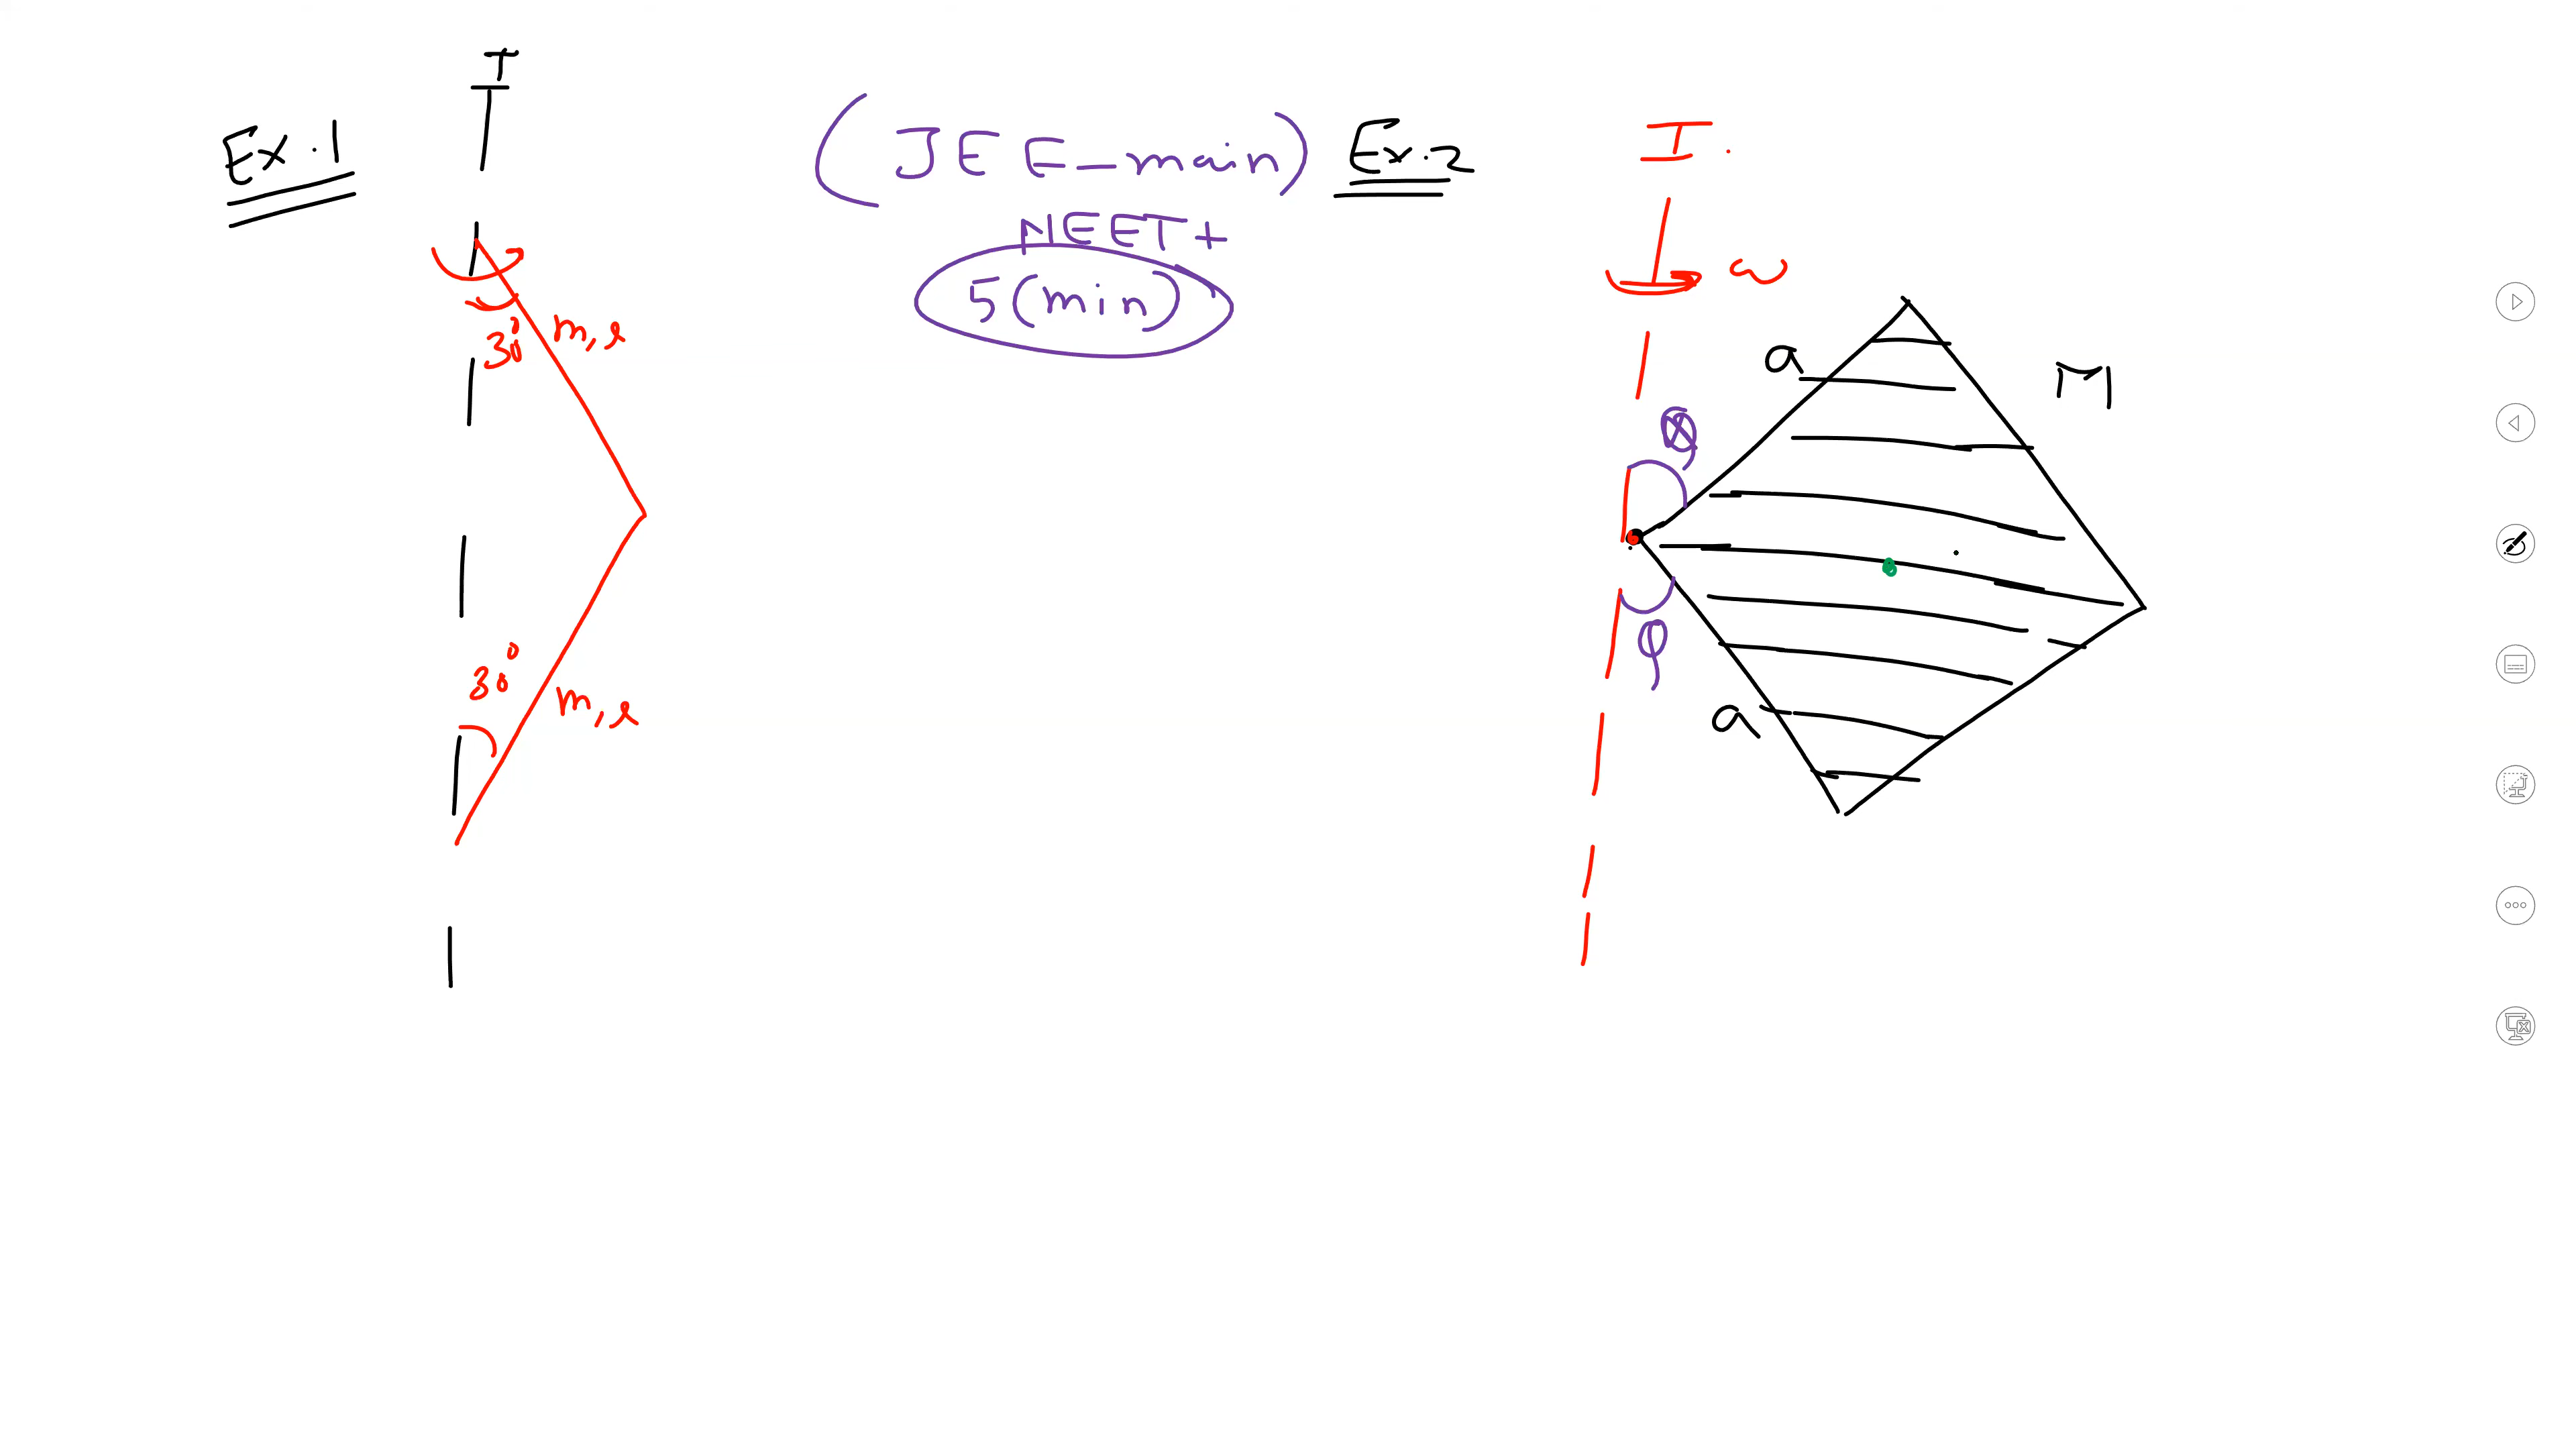 I
Ex.1
30°
m, l
30°
m, l
(JEE-main)
NEET+
5(min)
Ex.2
I.
ω
a
M
φ
a